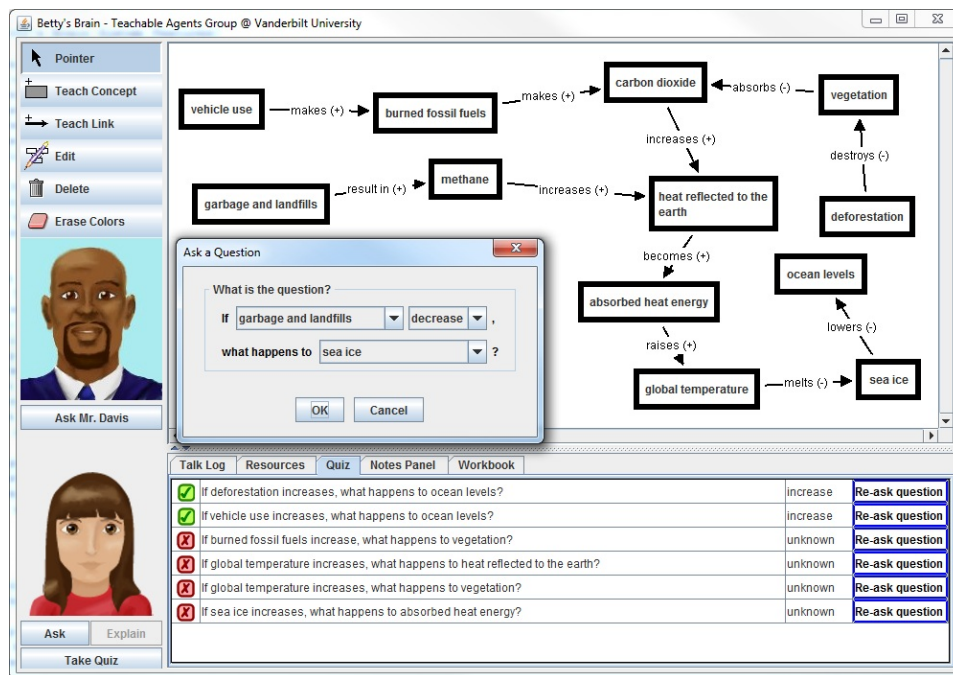 Betty's Brain - Teachable Agents Group @ Vanderbilt University
Pointer
Teach Concept
Teach Link
Edit
Delete
Erase Colors
Ask Mr. Davis
Ask
Explain
Take Quiz
vehicle use
makes (+)
burned fossil fuels
makes (+)
carbon dioxide
absorbs (-)
vegetation
increases (+)
destroys (-)
garbage and landfills
result in (+)
methane
increases (+)
heat reflected to the
earth
deforestation
becomes (+)
ocean levels
absorbed heat energy
lowers (-)
raises (+)
global temperature
melts (-)
sea ice
Ask a Question
What is the question?
If garbage and landfills decrease ,
what happens to sea ice ?
OK Cancel
Talk Log Resources Quiz Notes Panel Workbook
If deforestation increases, what happens to ocean levels? increase Re-ask question
If vehicle use increases, what happens to ocean levels? increase Re-ask question
If burned fossil fuels increase, what happens to vegetation? unknown Re-ask question
If global temperature increases, what happens to heat reflected to the earth? unknown Re-ask question
If global temperature increases, what happens to vegetation? unknown Re-ask question
If sea ice increases, what happens to absorbed heat energy? unknown Re-ask question